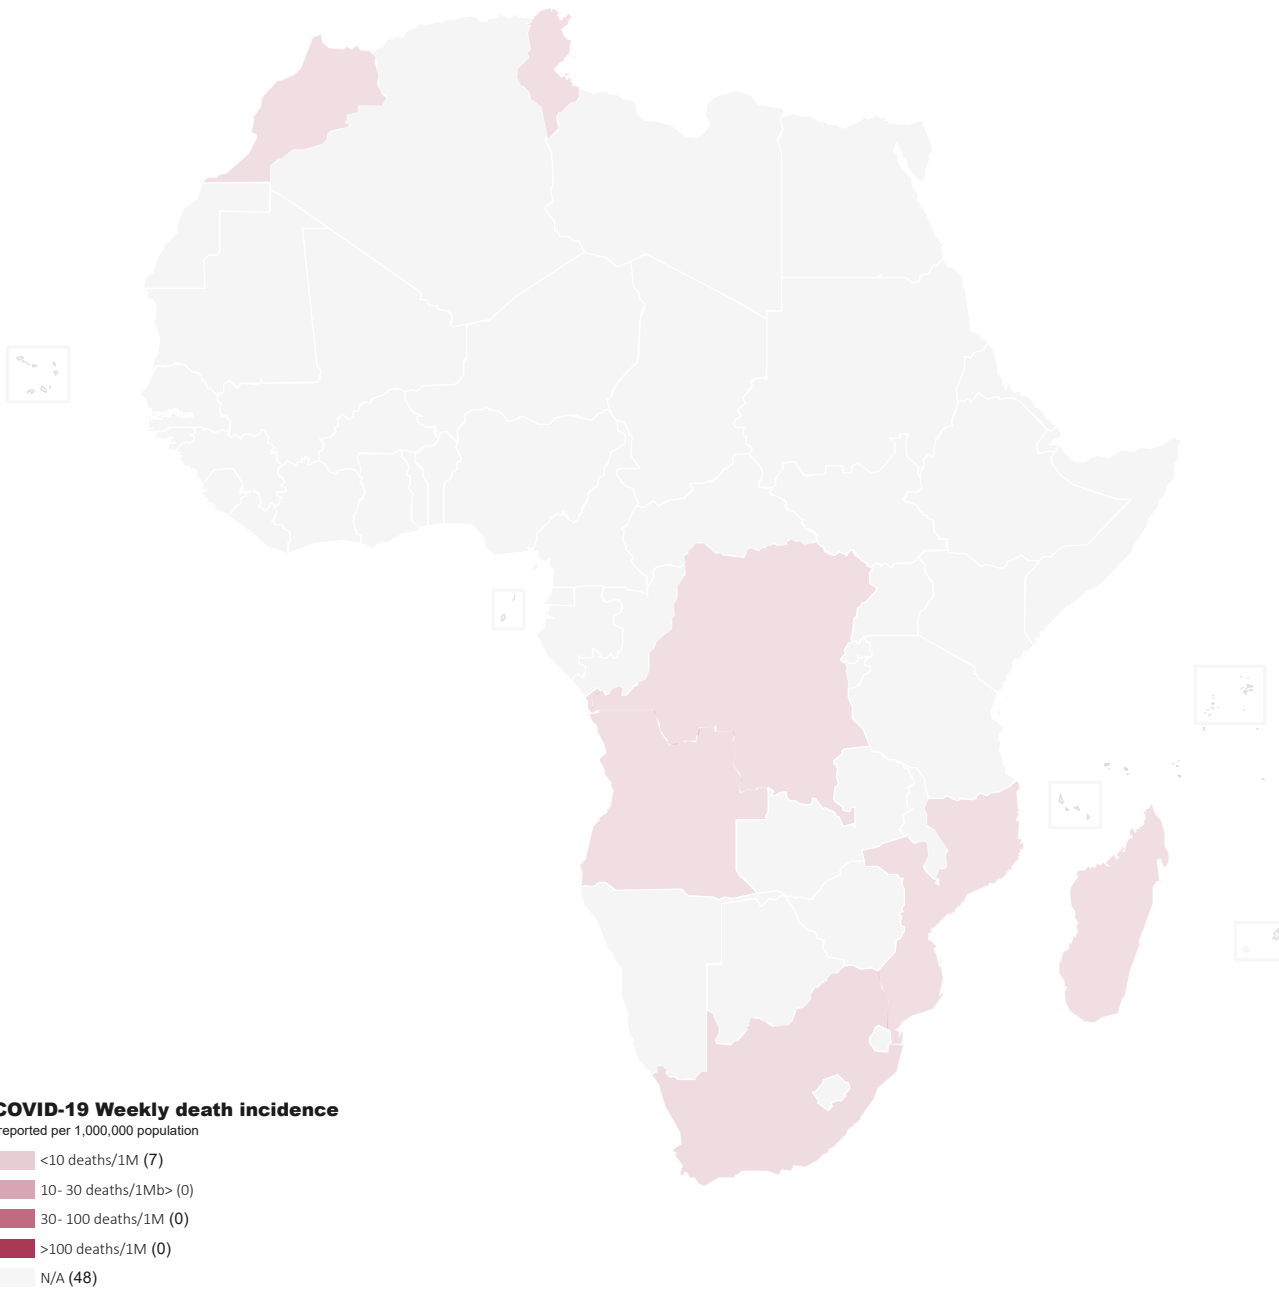 COVID-19 Weekly death incidence
reported per 1,000,000 population
<10 deaths/1M (7)
10- 30 deaths/1Mb> (0)
30- 100 deaths/1M (0)
>100 deaths/1M (0)
N/A (48)